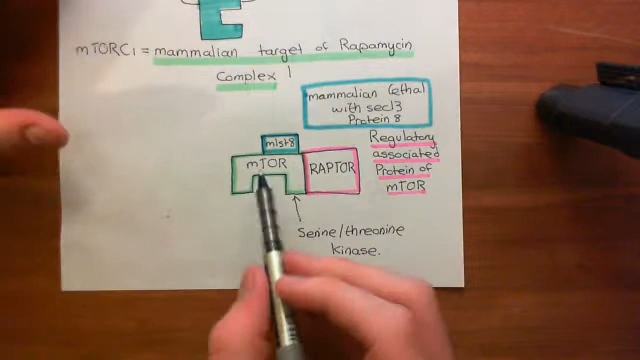 mTORC1 = mammalian target of Rapamycin
Complex 1
mammalian lethal
with sec13
Protein 8
mlst8
mTOR
RAPTOR
Regulatory
associated
Protein of
mTOR
Serine/threonine
kinase.